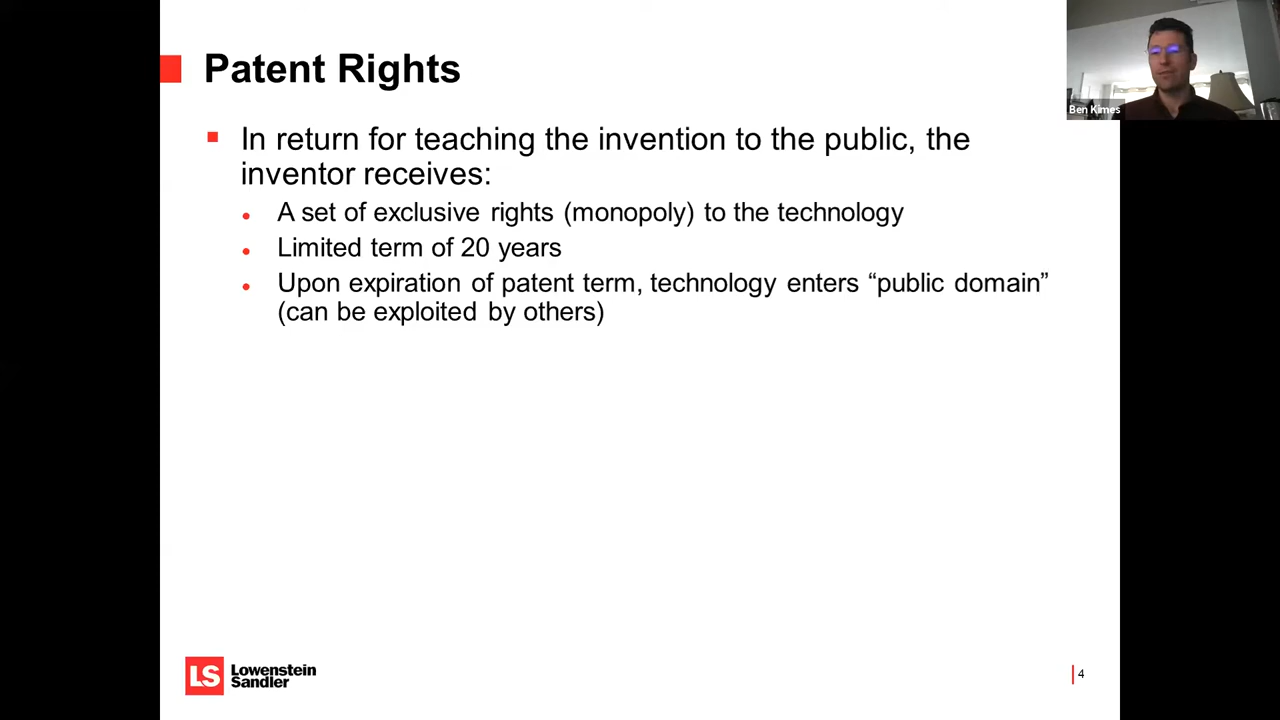 Patent Rights
In return for teaching the invention to the public, the
inventor receives:
A set of exclusive rights (monopoly) to the technology
Limited term of 20 years
Upon expiration of patent term, technology enters “public domain”
(can be exploited by others)
Ben Kimes
LS Lowenstein
Sandler
4